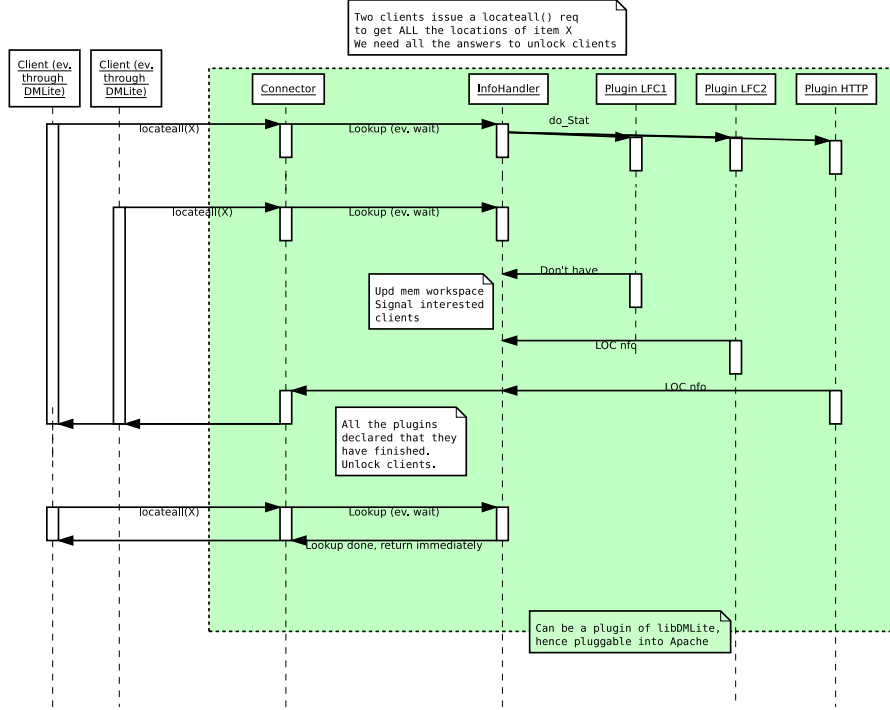 Two clients issue a locateall() req
to get ALL the locations of item X
We need all the answers to unlock clients
Client (ev.
through
DMLite)
Client (ev.
through
DMLite)
Connector
InfoHandler
Plugin LFC1
Plugin LFC2
Plugin HTTP
do_Stat
locateall(X)
Lookup (ev. wait)
locateall(X)
Lookup (ev. wait)
Don't have
Upd mem workspace
Signal interested
clients
LOC nfo
LOC nfo
All the plugins
declared that they
have finished.
Unlock clients.
locateall(X)
Lookup (ev. wait)
Lookup done, return immediately
Can be a plugin of libDMLite,
hence pluggable into Apache